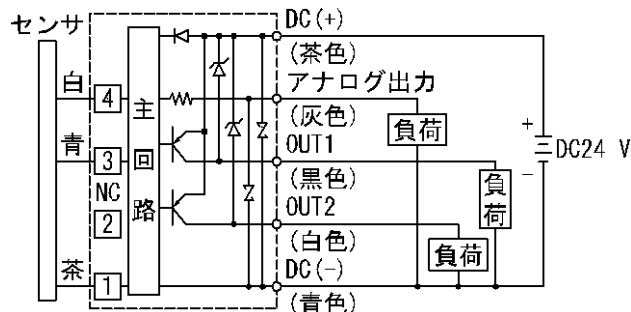 センサ
DC(+)
(茶色)
アナログ出力
(灰色)
OUT1
(黒色)
OUT2
(白色)
DC(-)
(青色)
白
青
茶
4
3
NC
2
1
主
回
路
負荷
負
荷
負荷
+
DC24 V
-